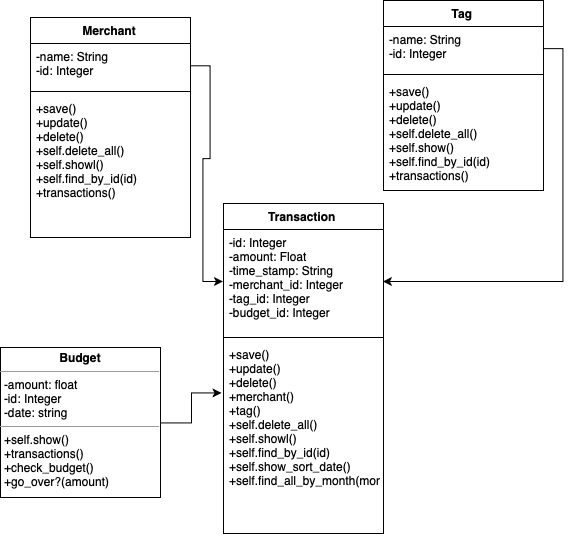 Merchant
-name: String
-id: Integer
+save()
+update()
+delete()
+self.delete_all()
+self.showl()
+self.find_by_id(id)
+transactions()
Tag
-name: String
-id: Integer
+save()
+update()
+delete()
+self.delete_all()
+self.show()
+self.find_by_id(id)
+transactions()
Transaction
-id: Integer
-amount: Float
-time_stamp: String
-merchant_id: Integer
-tag_id: Integer
-budget_id: Integer
+save()
+update()
+delete()
+merchant()
+tag()
+self.delete_all()
+self.showl()
+self.find_by_id(id)
+self.show_sort_date()
+self.find_all_by_month(mor
Budget
-amount: float
-id: Integer
-date: string
+self.show()
+transactions()
+check_budget()
+go_over?(amount)